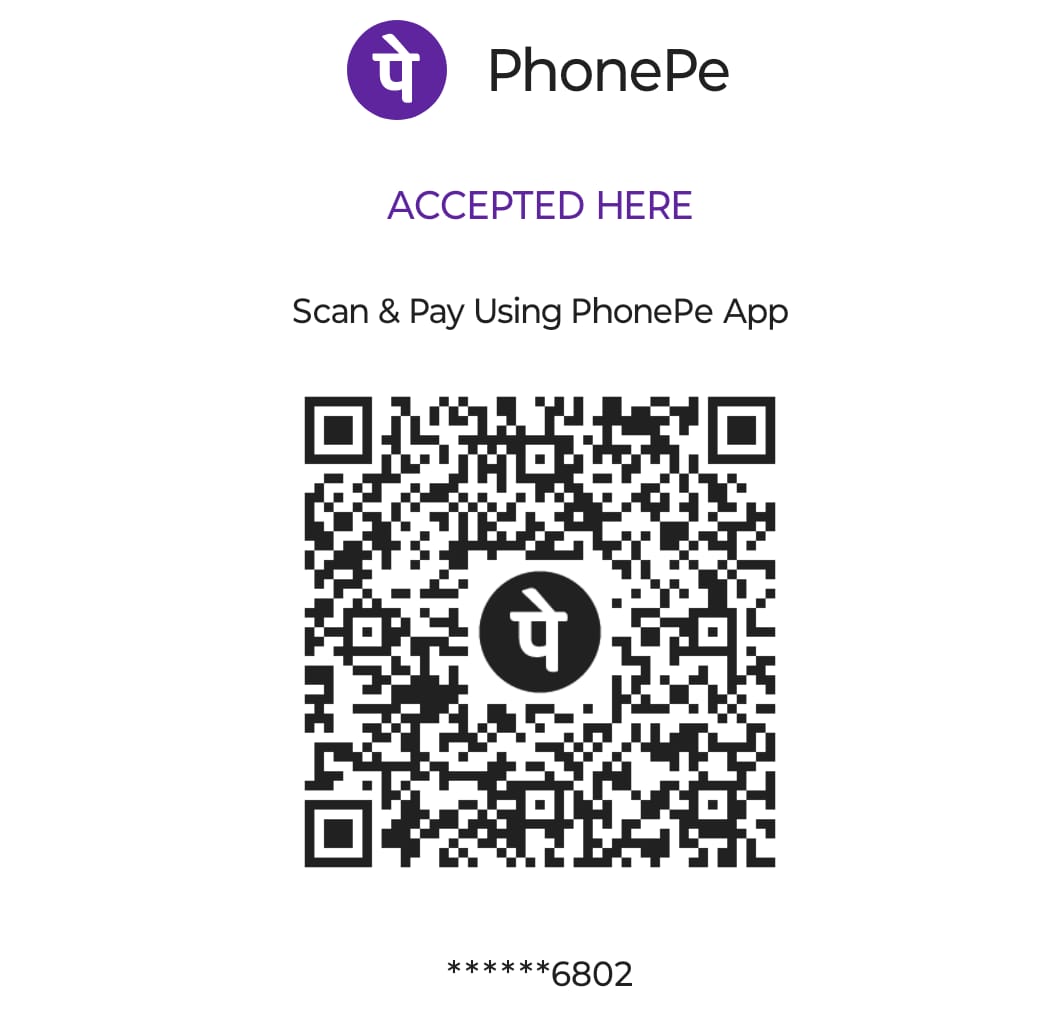 पे PhonePe
ACCEPTED HERE
Scan & Pay Using PhonePe App
पे
******6802